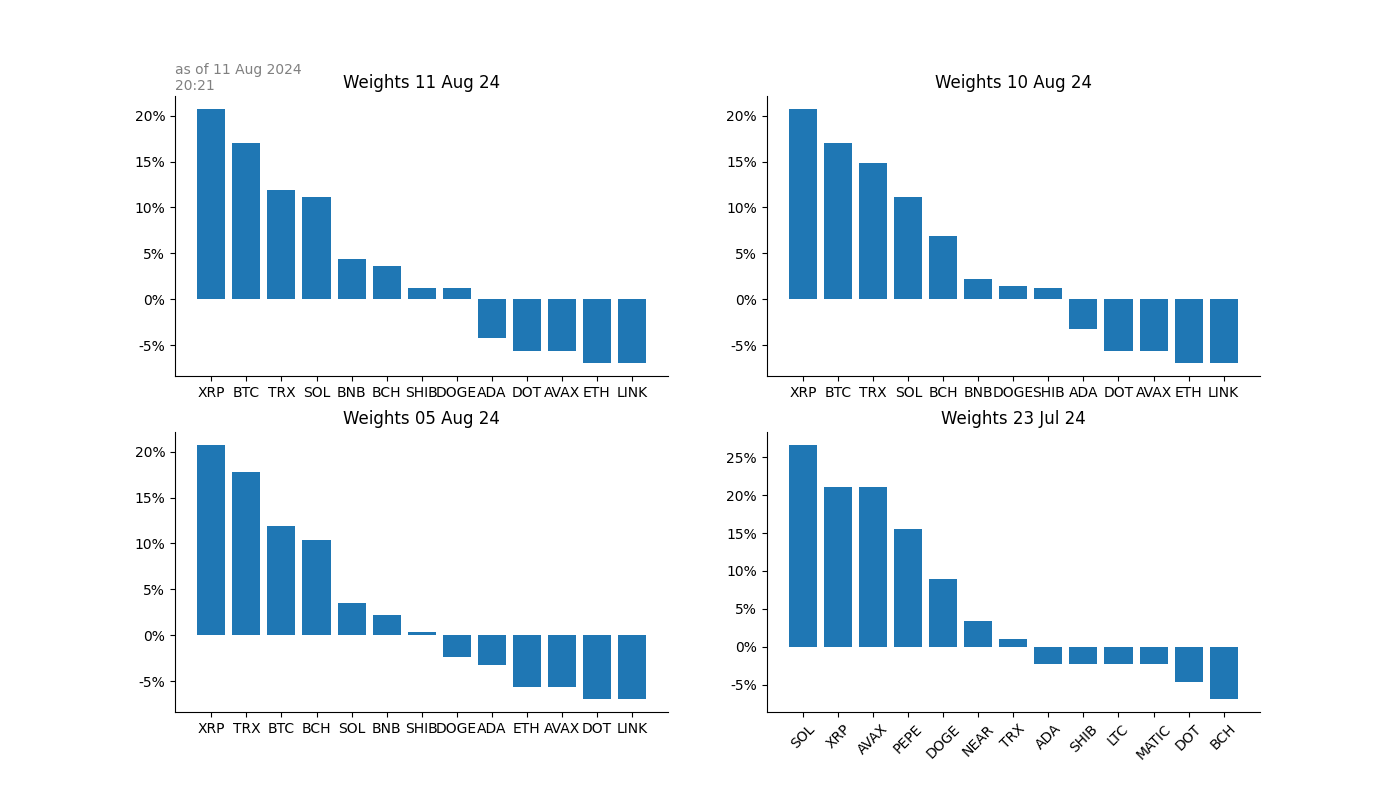 as of 11 Aug 2024
20:21
Weights 11 Aug 24
20%
15%
10%
5%
0%
-5%
XRP BTC TRX SOL BNB BCH SHIB DOGE ADA DOT AVAX ETH LINK
Weights 10 Aug 24
20%
15%
10%
5%
0%
-5%
XRP BTC TRX SOL BCH BNB DOGE SHIB ADA DOT AVAX ETH LINK
Weights 05 Aug 24
20%
15%
10%
5%
0%
-5%
XRP TRX BTC BCH SOL BNB SHIB DOGE ADA ETH AVAX DOT LINK
Weights 23 Jul 24
25%
20%
15%
10%
5%
0%
-5%
SOL XRP AVAX PEPE DOGE NEAR TRX ADA SHIB LTC MATIC DOT BCH